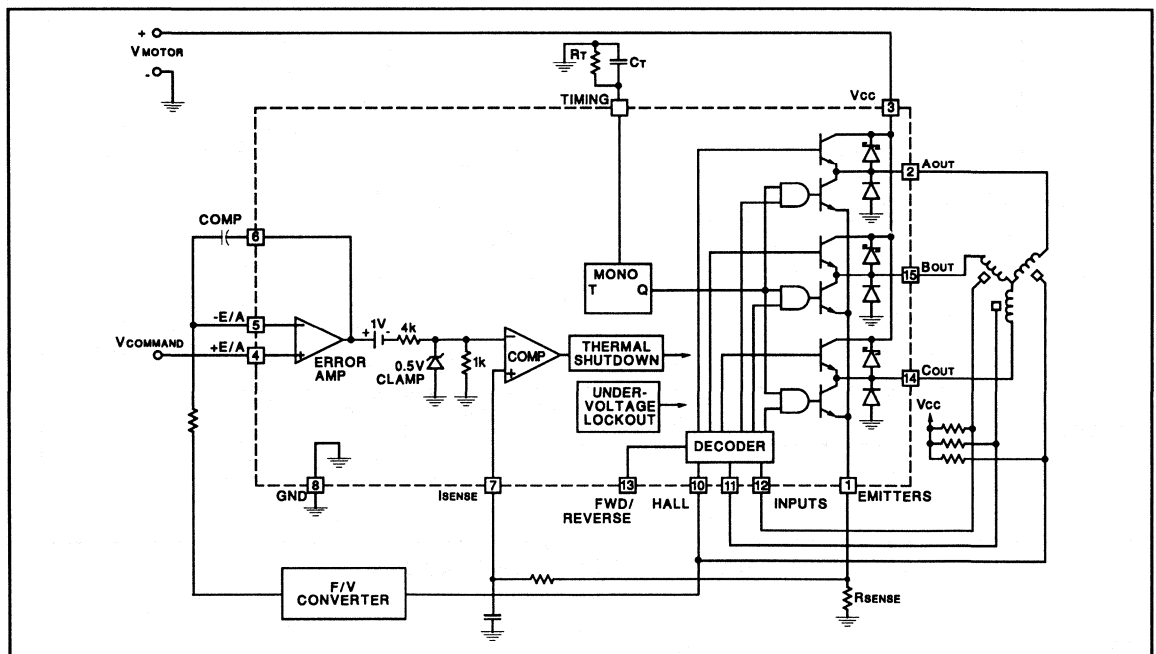 +
V MOTOR
-
RT
CT
TIMING
VCC
3
2
AOUT
COMP
6
MONO
T Q
15
BOUT
-E/A
5
VCOMMAND
+E/A
4
ERROR
AMP
+ 1V -
4k
0.5V
CLAMP
1k
-
+
COMP
THERMAL
SHUTDOWN
UNDER-
VOLTAGE
LOCKOUT
14
COUT
VCC
DECODER
GND
8
ISENSE
7
FWD/
REVERSE
13
HALL
10
11
12
INPUTS
1
EMITTERS
F/V
CONVERTER
RSENSE